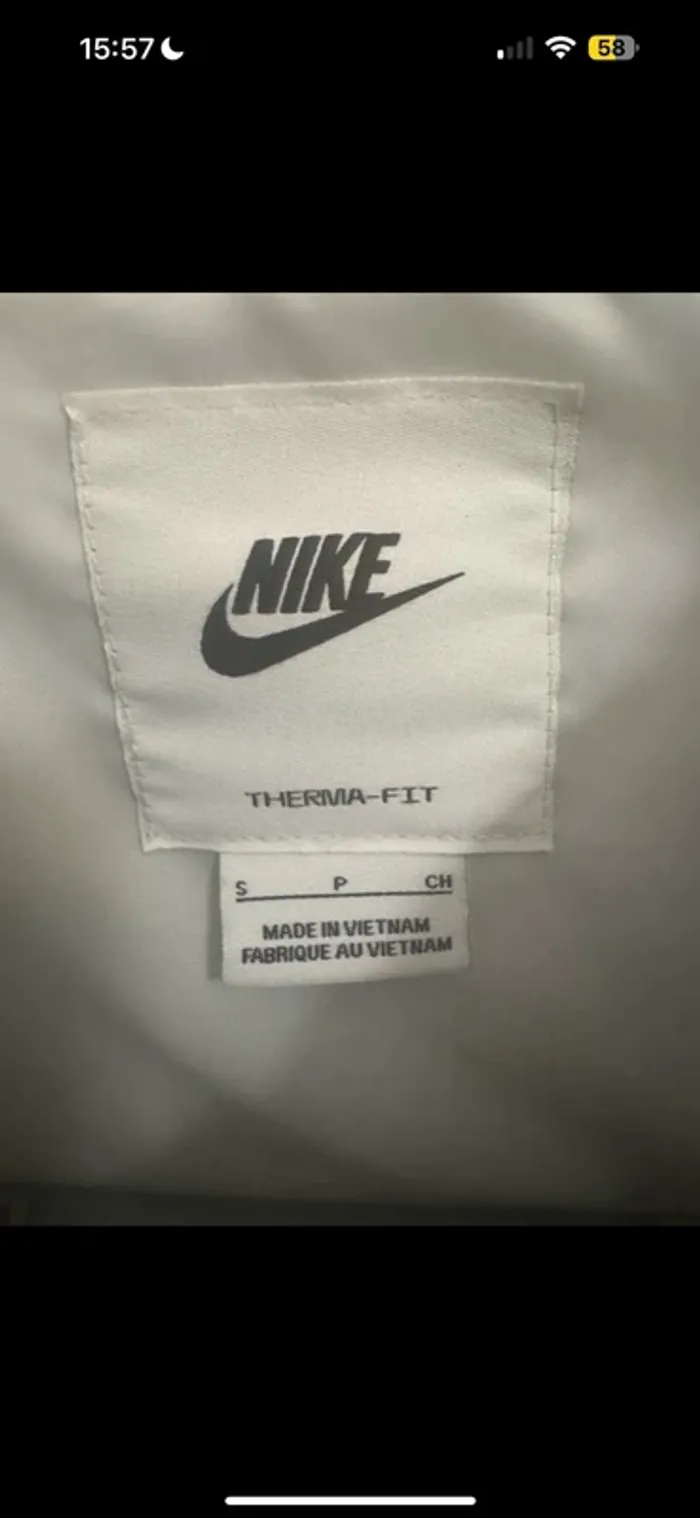 15:57
58
NIKE
THERMA-FIT
S P CH
MADE IN VIETNAM
FABRIQUE AU VIETNAM